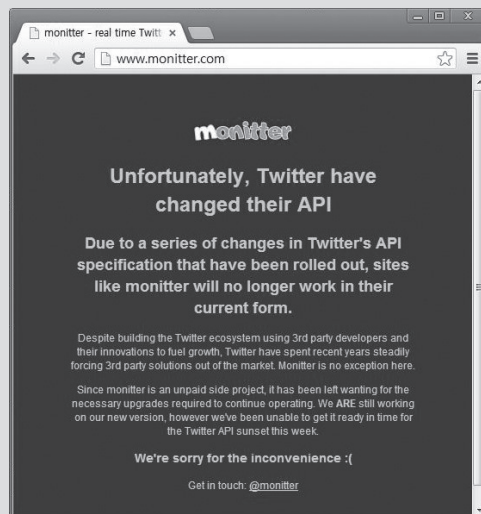 monitter - real time Twitt
www.monitter.com
monitter
Unfortunately, Twitter have
changed their API
Due to a series of changes in Twitter's API
specification that have been rolled out, sites
like monitter will no longer work in their
current form.
Despite building the Twitter ecosystem using 3rd party developers and
their innovations to fuel growth, Twitter have spent recent years steadily
forcing 3rd party solutions out of the market. Monitter is no exception here.
Since monitter is an unpaid side project, it has been left wanting for the
necessary upgrades required to continue operating. We ARE still working
on our new version, however we've been unable to get it ready in time for
the Twitter API sunset this week.
We're sorry for the inconvenience :(
Get in touch: @monitter